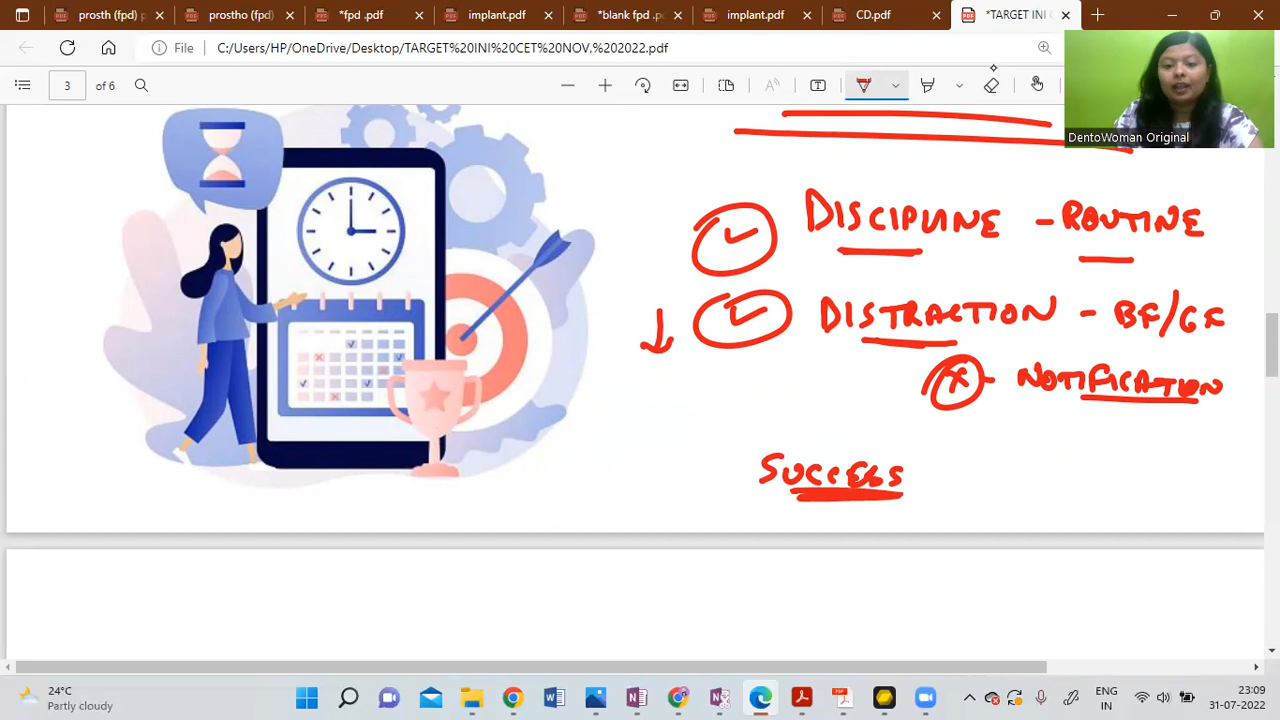 prosth (fpd
prostho (rp
*fpd .pdf
implant.pdf
*blank fpd.
implant.pdf
CD.pdf
*TARGET INI C
File C:/Users/HP/OneDrive/Desktop/TARGET%20INI%20CET%20NOV.%202022.pdf
3 of 6
DentoWoman Original
DISCIPLINE - ROUTINE
DISTRACTION - BF/GF
- NOTIFICATION
SUCCESS
24°C
Partly cloudy
ENG
IN
23:09
31-07-2022